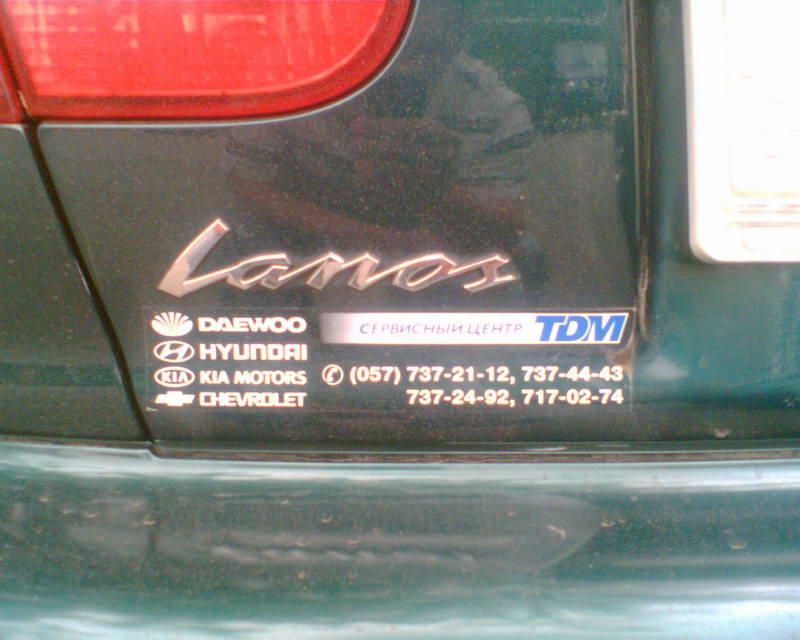 Lanos
DAEWOO
HYUNDAI
KIA KIA MOTORS
CHEVROLET
СЕРВИСНЫЙ ЦЕНТР TDM
✆ (057) 737-21-12, 737-44-43
737-24-92, 717-02-74